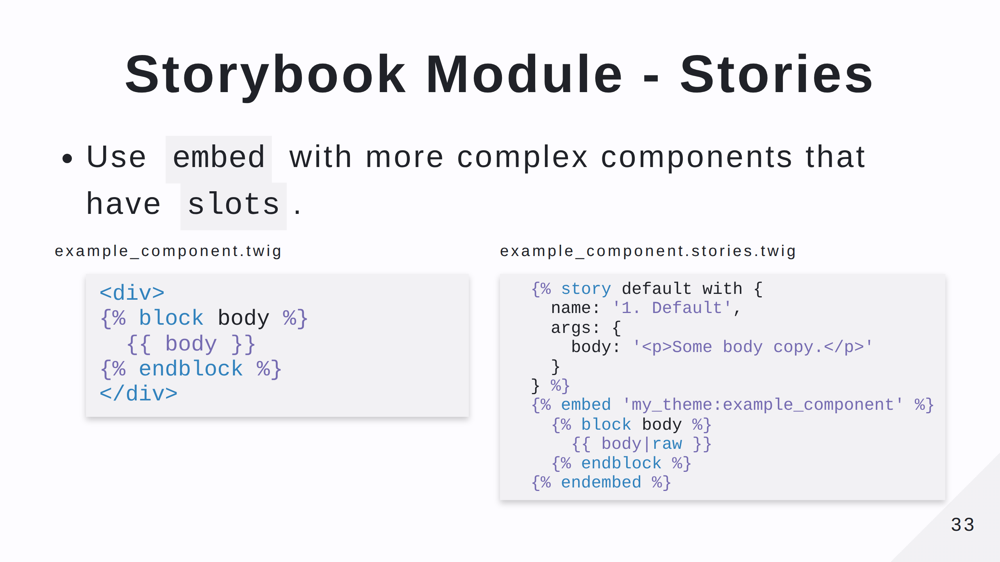 Storybook Module - Stories
• Use embed with more complex components that
have slots.
example_component.twig
<div>
{% block body %}
  {{ body }}
{% endblock %}
</div>
example_component.stories.twig
{% story default with {
  name: '1. Default',
  args: {
    body: '<p>Some body copy.</p>'
  }
} %}
{% embed 'my_theme:example_component' %}
  {% block body %}
    {{ body|raw }}
  {% endblock %}
{% endembed %}
33